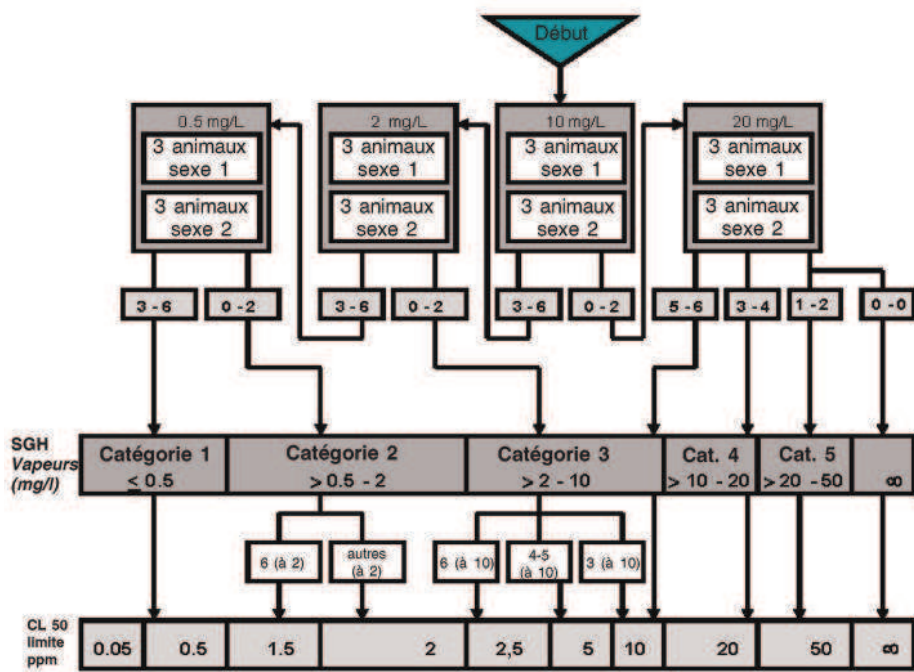 Début
0.5 mg/L
2 mg/L
10 mg/L
20 mg/L
3 animaux
sexe 1
3 animaux
sexe 1
3 animaux
sexe 1
3 animaux
sexe 1
3 animaux
sexe 2
3 animaux
sexe 2
3 animaux
sexe 2
3 animaux
sexe 2
3 - 6
0 - 2
3 - 6
0 - 2
3 - 6
0 - 2
5 - 6
3 - 4
1 - 2
0 - 0
SGH
Vapeurs
(mg/l)
Catégorie 1
≤ 0.5
Catégorie 2
> 0.5 - 2
Catégorie 3
> 2 - 10
Cat. 4
> 10 - 20
Cat. 5
> 20 - 50
∞
6 (à 2)
autres
(à 2)
6 (à 10)
4-5
(à 10)
3 (à 10)
CL 50
limite
ppm
0.05
0.5
1.5
2
2,5
5
10
20
50
∞